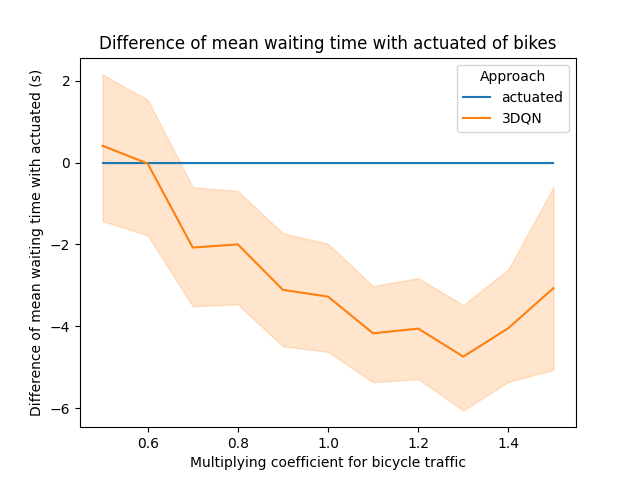 Difference of mean waiting time with actuated of bikes
Difference of mean waiting time with actuated (s)
2
0
−2
−4
−6
Approach
actuated
3DQN
0.6
0.8
1.0
1.2
1.4
Multiplying coefficient for bicycle traffic